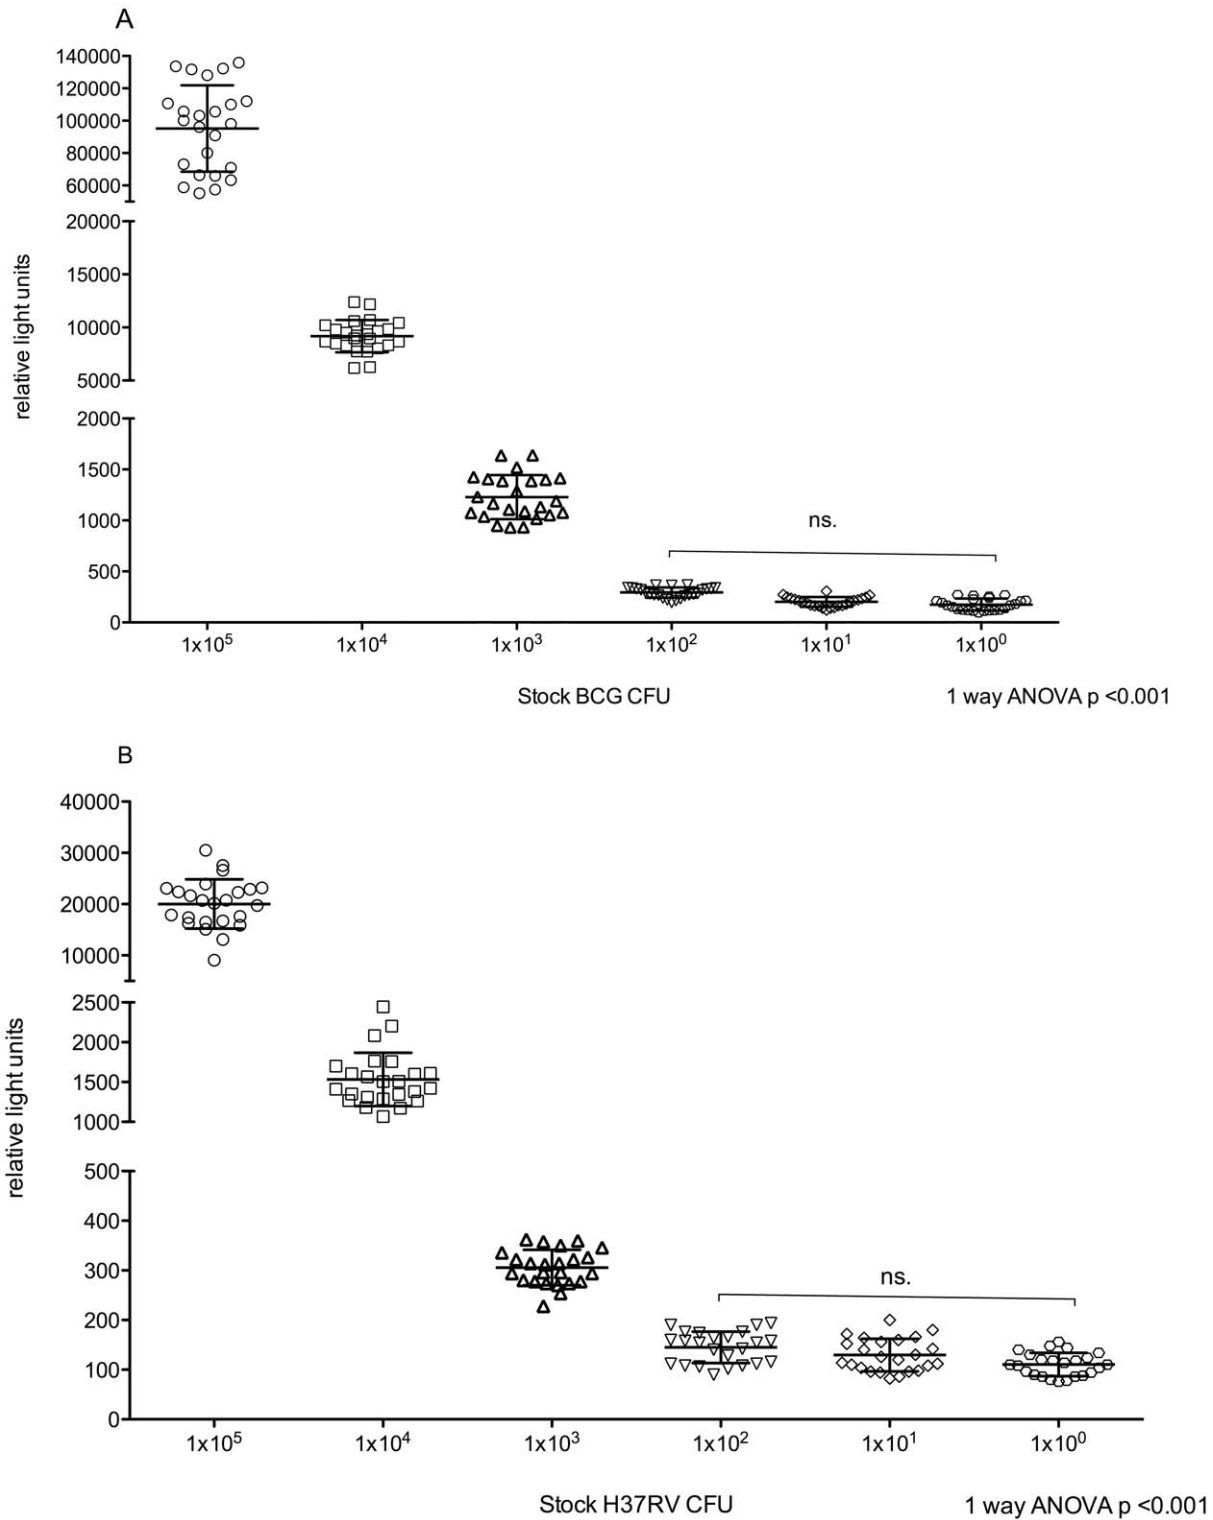 A
140000
120000
100000
80000
60000
20000
15000
10000
5000
2000
1500
1000
500
0
relative light units
ns.
1x10⁵ 1x10⁴ 1x10³ 1x10² 1x10¹ 1x10⁰
Stock BCG CFU 1 way ANOVA p <0.001
B
40000
30000
20000
10000
2500
2000
1500
1000
500
400
300
200
100
0
relative light units
ns.
1x10⁵ 1x10⁴ 1x10³ 1x10² 1x10¹ 1x10⁰
Stock H37RV CFU 1 way ANOVA p <0.001